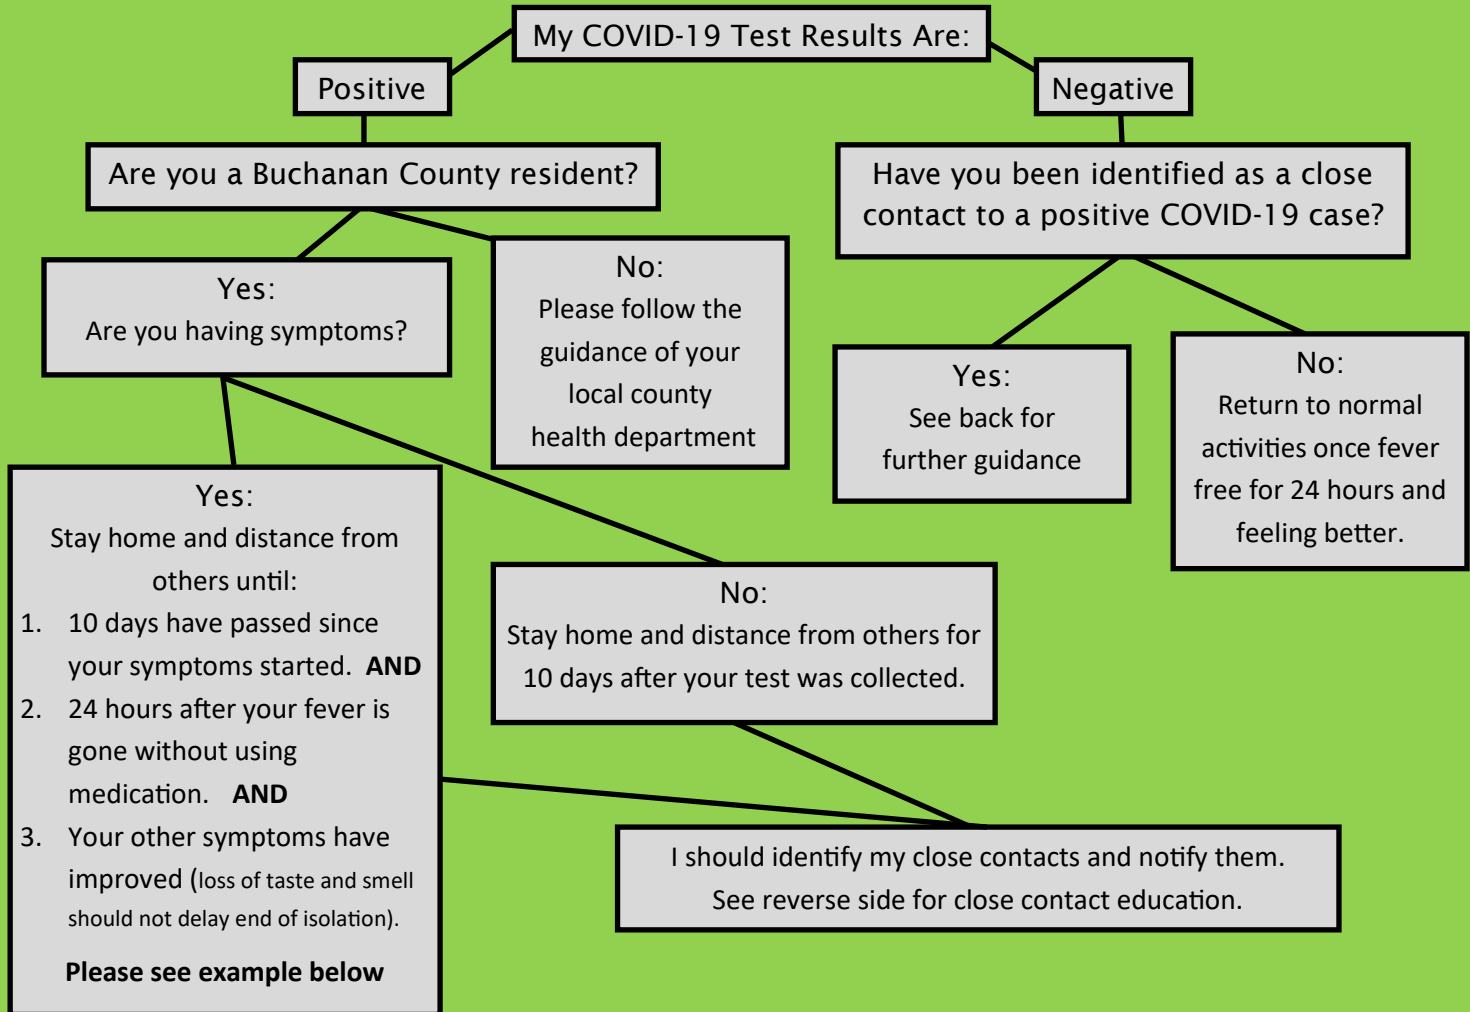 My COVID-19 Test Results Are:
Positive
Negative
Are you a Buchanan County resident?
Have you been identified as a close
contact to a positive COVID-19 case?
Yes:
Are you having symptoms?
No:
Please follow the
guidance of your
local county
health department
Yes:
See back for
further guidance
No:
Return to normal
activities once fever
free for 24 hours and
feeling better.
Yes:
Stay home and distance from
others until:
1. 10 days have passed since
your symptoms started. AND
2. 24 hours after your fever is
gone without using
medication. AND
3. Your other symptoms have
improved (loss of taste and smell
should not delay end of isolation).
Please see example below
No:
Stay home and distance from others for
10 days after your test was collected.
I should identify my close contacts and notify them.
See reverse side for close contact education.